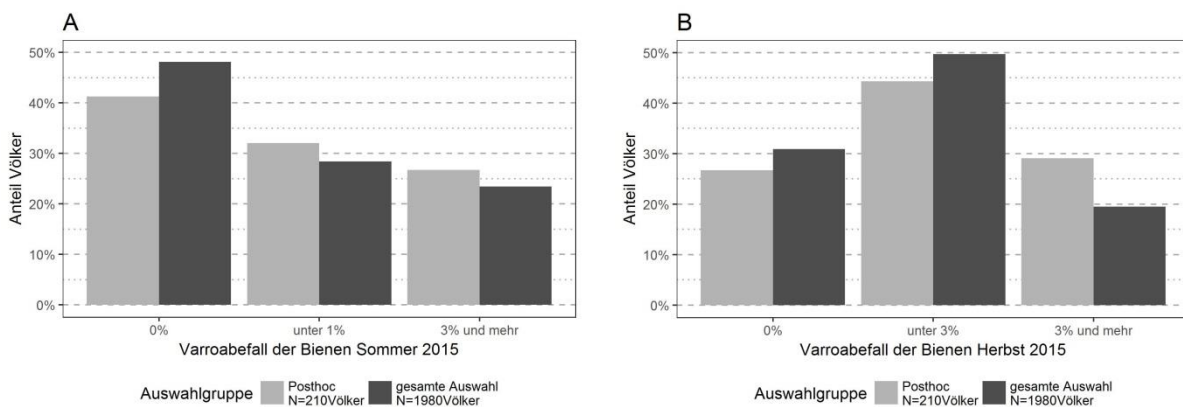 A
50%
40%
30%
20%
10%
0%
Anteil Völker
0%
unter 1%
3% und mehr
Varroabefall der Bienen Sommer 2015
Auswahlgruppe
Posthoc
N=210Völker
gesamte Auswahl
N=1980Völker
B
50%
40%
30%
20%
10%
0%
Anteil Völker
0%
unter 3%
3% und mehr
Varroabefall der Bienen Herbst 2015
Auswahlgruppe
Posthoc
N=210Völker
gesamte Auswahl
N=1980Völker